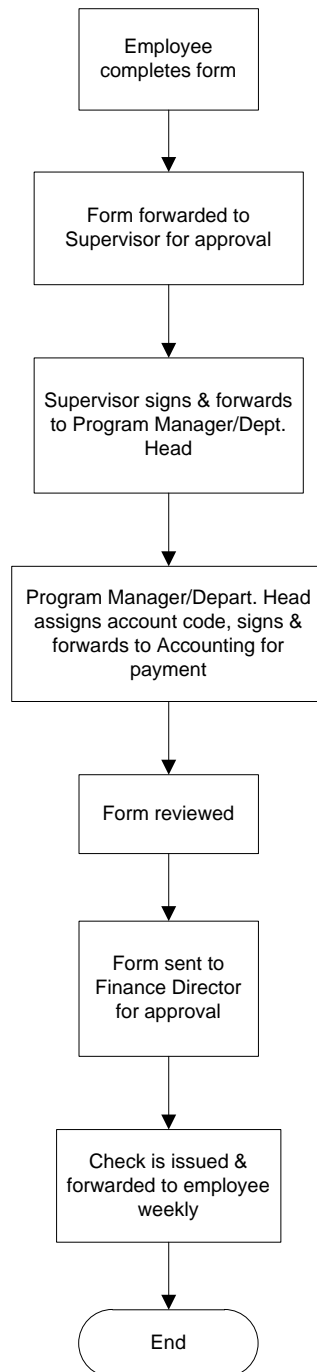 Employee
completes form
Form forwarded to
Supervisor for approval
Supervisor signs & forwards
to Program Manager/Dept.
Head
Program Manager/Depart. Head
assigns account code, signs &
forwards to Accounting for
payment
Form reviewed
Form sent to
Finance Director
for approval
Check is issued &
forwarded to employee
weekly
End